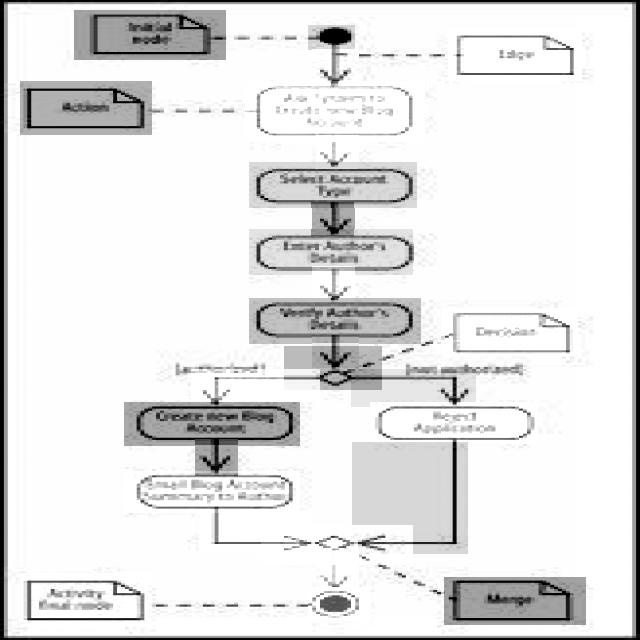 Initial
node
Edge
Action
Ask System to
Create new Blog
Account
Select Account
Type
Enter Author's
Details
Verify Author's
Details
Decision
[authorized]
[not authorized]
Create new Blog
Account
Reject
Application
Email Blog Account
Summary to Author
Activity
final node
Merge